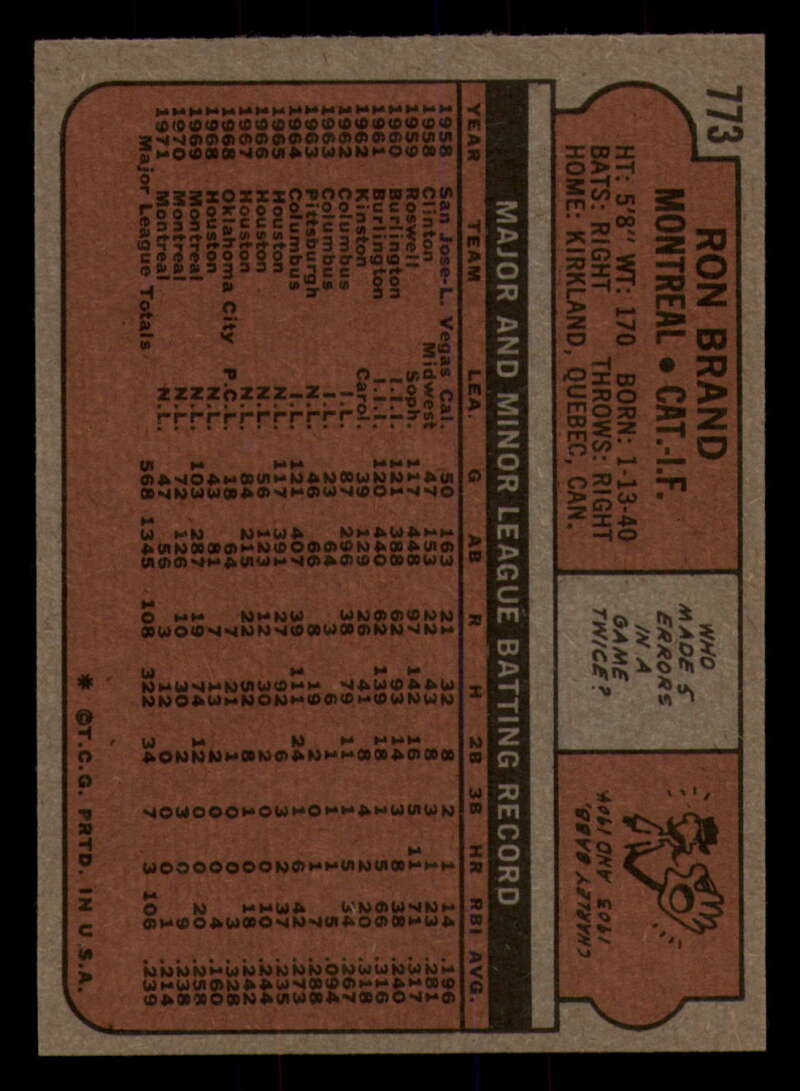 773
RON BRAND
MONTREAL • CAT.-I.F.
HT: 5'8" WT: 170 BORN: 1-13-40
BATS: RIGHT THROWS: RIGHT
HOME: KIRKLAND, QUEBEC, CAN.
WHO
MADE 5
ERRORS
IN A
GAME
TWICE?
CHARLEY BABB,
1903 AND 1904
MAJOR AND MINOR LEAGUE BATTING RECORD
YEAR TEAM LEA. G AB R H 2B 3B HR RBI AVG.
1958 San Jose-L. Vegas Cal. 50 163 21 32 8 2 1 14 .196
1958 Clinton Midwest 47 153 22 43 8 3 1 23 .281
1959 Roswell Soph. 117 448 97 142 16 5 11 71 .317
1960 Burlington I.I.I. 121 388 62 93 14 3 8 38 .240
1961 Burlington I.I.I. 120 440 62 139 18 1 5 66 .316
1962 Kinston Carol. 39 129 26 41 8 4 2 20 .318
1962 Columbus I.L. 87 296 38 79 11 1 5 34 .267
1963 Columbus I.L. 23 64 3 6 1 1 1 5 .094
1963 Pittsburgh N.L. 46 66 8 19 2 0 1 7 .288
1964 Columbus I.L. 121 407 39 111 24 1 6 42 .273
1965 Houston N.L. 117 391 27 92 6 3 2 37 .235
1966 Houston N.L. 56 123 12 30 2 0 0 10 .244
1967 Houston N.L. 84 215 22 52 8 1 0 18 .242
1968 Oklahoma City P.C.L. 18 64 7 21 1 0 0 3 .328
1968 Houston N.L. 43 81 7 13 2 0 0 4 .160
1969 Montreal N.L. 103 287 19 74 12 0 0 20 .258
1970 Montreal N.L. 72 126 10 30 2 3 0 9 .238
1971 Montreal N.L. 47 56 3 12 0 0 0 1 .214
Major League Totals 568 1345 108 322 34 7 3 106 .239
* ©T.C.G. PRTD. IN U.S.A.